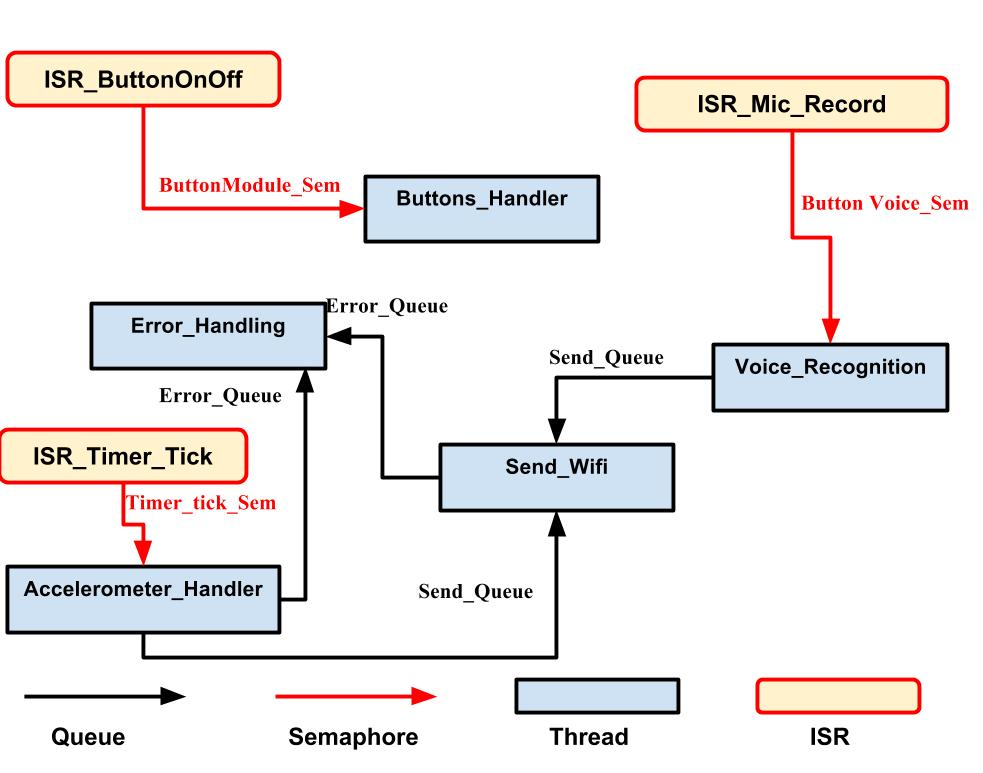 ISR_ButtonOnOff
ISR_Mic_Record
ButtonModule_Sem
Buttons_Handler
Button Voice_Sem
Error_Queue
Error_Handling
Send_Queue
Voice_Recognition
Error_Queue
ISR_Timer_Tick
Send_Wifi
Timer_tick_Sem
Accelerometer_Handler
Send_Queue
Queue
Semaphore
Thread
ISR